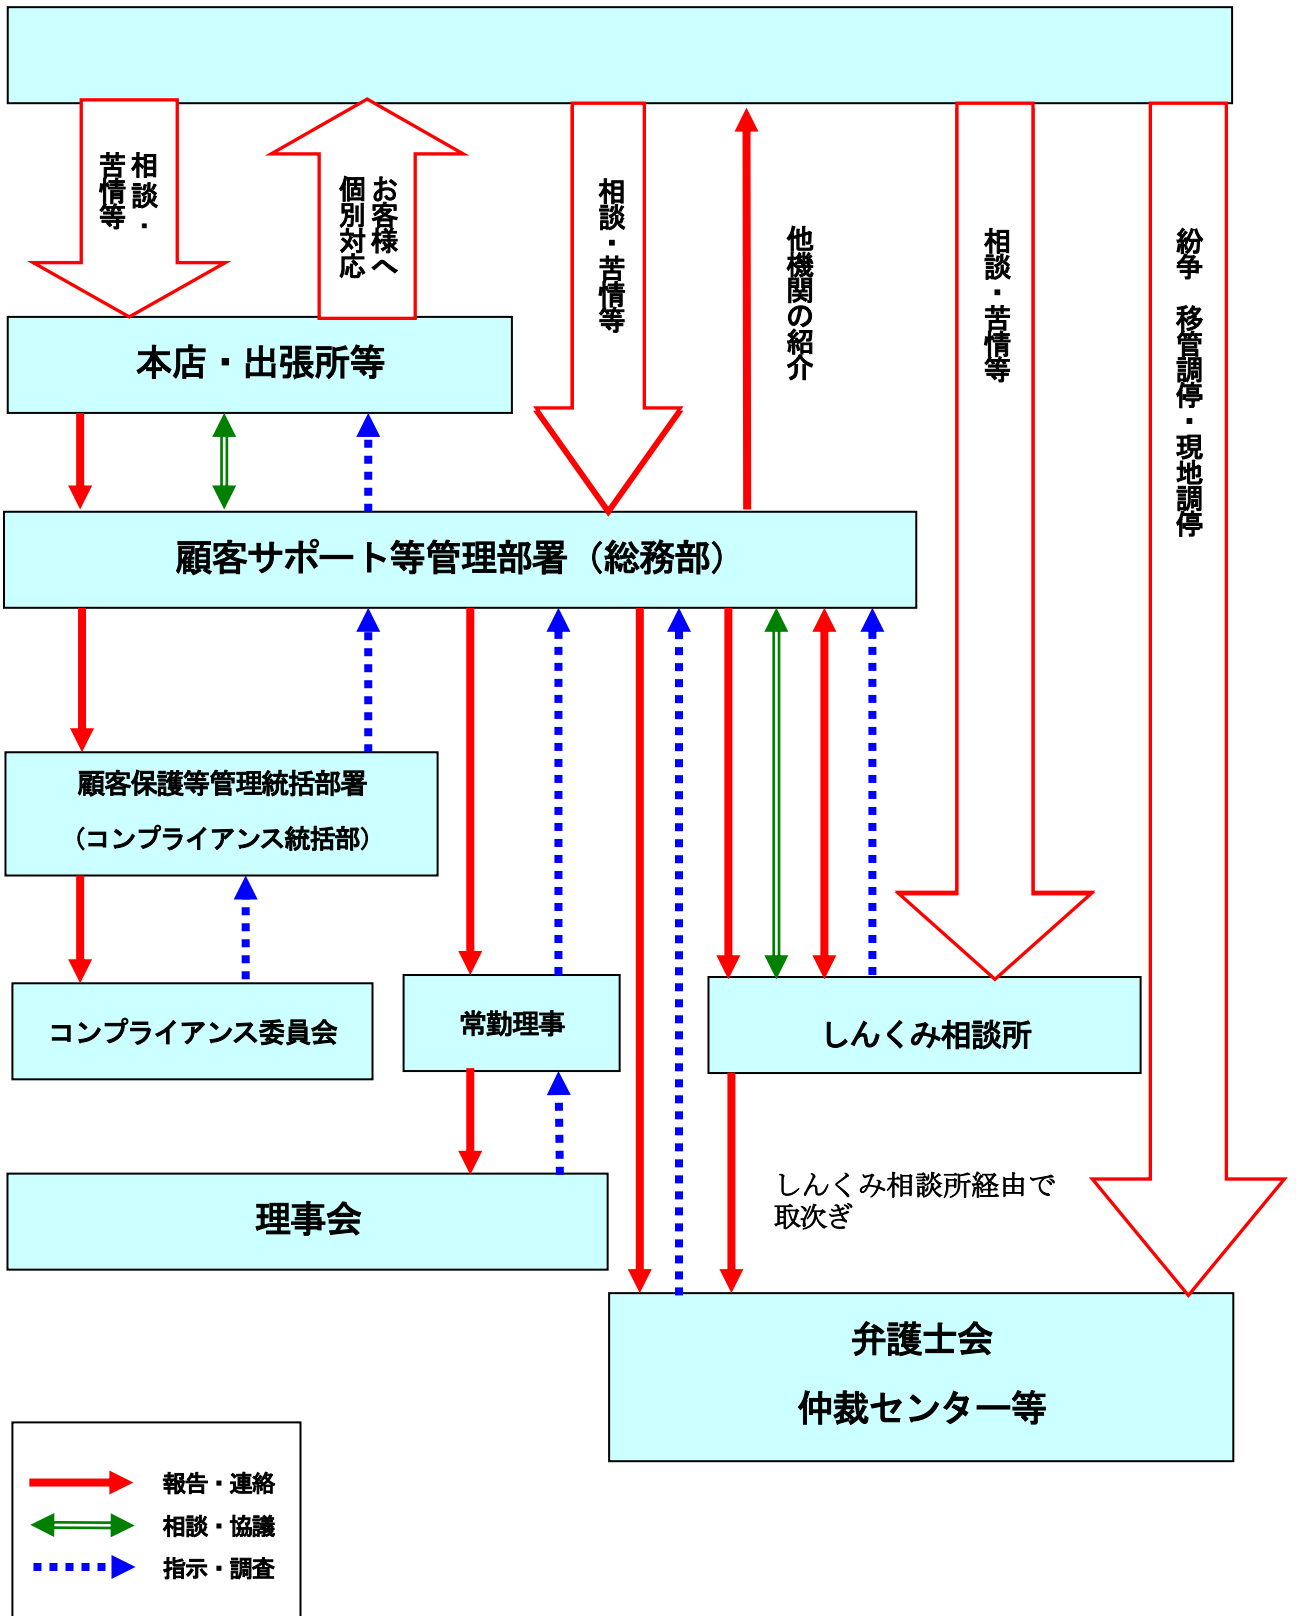 相談・
苦情等
お客様へ
個別対応
相談・苦情等
他機関の紹介
相談・苦情等
紛争　移管調停・現地調停
本店・出張所等
顧客サポート等管理部署（総務部）
顧客保護等管理統括部署
（コンプライアンス統括部）
コンプライアンス委員会
常勤理事
しんくみ相談所
しんくみ相談所経由で
取次ぎ
理事会
弁護士会
仲裁センター等
報告・連絡
相談・協議
指示・調査